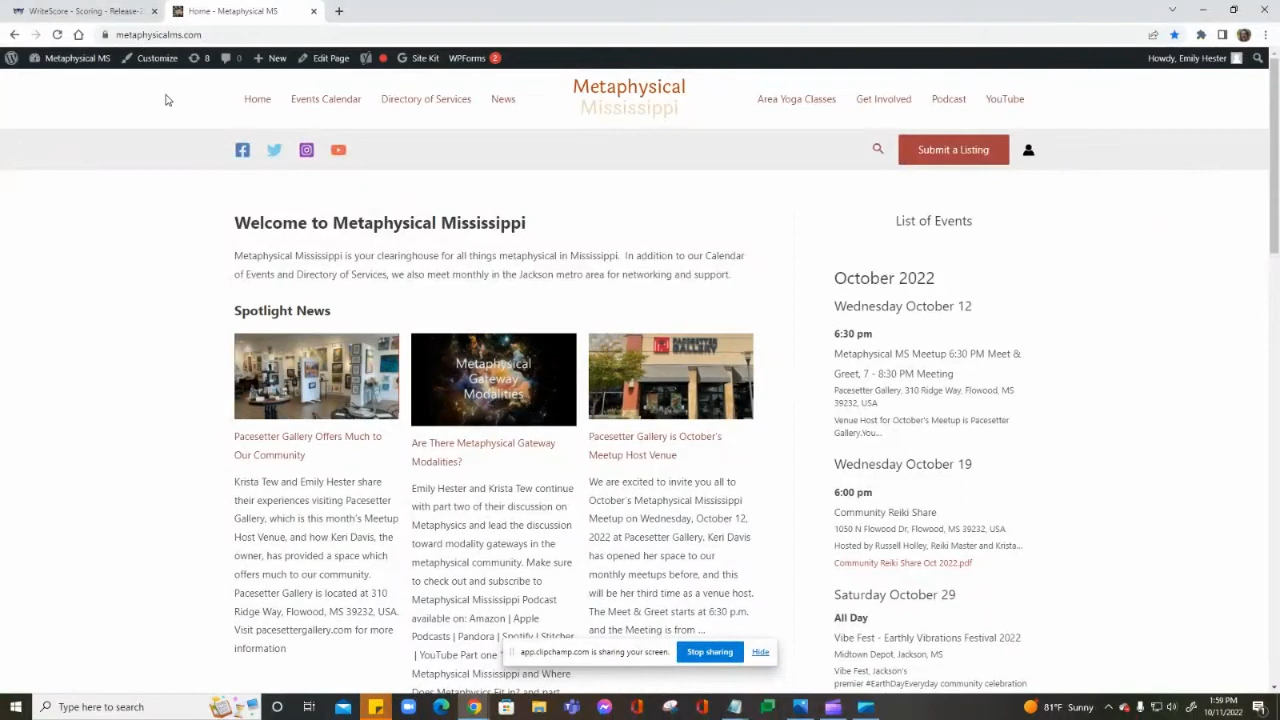 WriteScore - Scoring - Release-2
Home - Metaphysical MS
metaphysicalms.com
Metaphysical MS
Customize
8
0
New
Edit Page
Site Kit
WPForms 2
Howdy, Emily Hester
Home
Events Calendar
Directory of Services
News
Metaphysical
Mississippi
Area Yoga Classes
Get Involved
Podcast
YouTube
Submit a Listing
Welcome to Metaphysical Mississippi
Metaphysical Mississippi is your clearinghouse for all things metaphysical in Mississippi. In addition to our Calendar
of Events and Directory of Services, we also meet monthly in the Jackson metro area for networking and support.
Spotlight News
PACESETTER
GALLERY
Metaphysical
Gateway
Modalities
Pacesetter Gallery Offers Much to
Our Community
Krista Tew and Emily Hester share
their experiences visiting Pacesetter
Gallery, which is this month's Meetup
Host Venue, and how Keri Davis, the
owner, has provided a space which
offers much to our community.
Pacesetter Gallery is located at 310
Ridge Way, Flowood, MS 39232, USA.
Visit pacesettergallery.com for more
information
Are There Metaphysical Gateway
Modalities?
Emily Hester and Krista Tew continue
with part two of their discussion on
Metaphysics and lead the discussion
toward modality gateways in the
metaphysical community. Make sure
to check out and subscribe to
Metaphysical Mississippi Podcast
available on: Amazon | Apple
Podcasts | Pandora | Spotify | Stitcher
| YouTube Part one
Metaphysical Mississippi and Where
Does Metaphysics Fit in? and part
Pacesetter Gallery is October's
Meetup Host Venue
We are excited to invite you all to
October's Metaphysical Mississippi
Meetup on Wednesday, October 12,
2022 at Pacesetter Gallery. Keri Davis
has opened her space to our
monthly meetups before, and this
will be her third time as a venue host.
The Meet & Greet starts at 6:30 p.m.
and the Meeting is from ...
List of Events
October 2022
Wednesday October 12
6:30 pm
Metaphysical MS Meetup 6:30 PM Meet &
Greet, 7 - 8:30 PM Meeting
Pacesetter Gallery, 310 Ridge Way, Flowood, MS
39232, USA
Venue Host for October's Meetup is Pacesetter
Gallery.You...
Wednesday October 19
6:00 pm
Community Reiki Share
1050 N Flowood Dr, Flowood, MS 39232, USA
Hosted by Russell Holley, Reiki Master and Krista...
Community Reiki Share Oct 2022.pdf
Saturday October 29
All Day
Vibe Fest - Earthly Vibrations Festival 2022
Midtown Depot, Jackson, MS
Vibe Fest, Jackson's
premier #EarthDayEveryday community celebration
app.clipchamp.com is sharing your screen.
Stop sharing
Hide
Type here to search
81°F Sunny
1:59 PM
10/11/2022